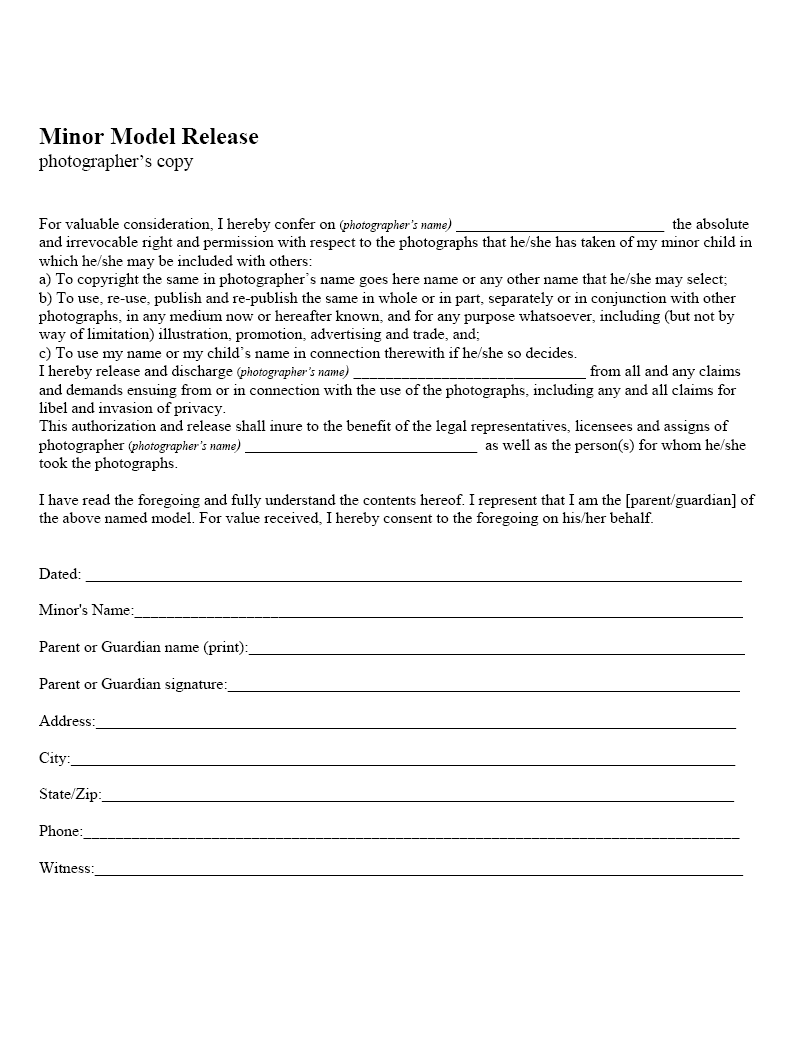 Minor Model Release
photographer’s copy
For valuable consideration, I hereby confer on (photographer’s name) __________________________ the absolute
and irrevocable right and permission with respect to the photographs that he/she has taken of my minor child in
which he/she may be included with others:
a) To copyright the same in photographer’s name goes here name or any other name that he/she may select;
b) To use, re-use, publish and re-publish the same in whole or in part, separately or in conjunction with other
photographs, in any medium now or hereafter known, and for any purpose whatsoever, including (but not by
way of limitation) illustration, promotion, advertising and trade, and;
c) To use my name or my child’s name in connection therewith if he/she so decides.
I hereby release and discharge (photographer’s name) _____________________________ from all and any claims
and demands ensuing from or in connection with the use of the photographs, including any and all claims for
libel and invasion of privacy.
This authorization and release shall inure to the benefit of the legal representatives, licensees and assigns of
photographer (photographer’s name) _____________________________ as well as the person(s) for whom he/she
took the photographs.
I have read the foregoing and fully understand the contents hereof. I represent that I am the [parent/guardian] of
the above named model. For value received, I hereby consent to the foregoing on his/her behalf.
Dated: __________________________________________________________________________________
Minor's Name:____________________________________________________________________________
Parent or Guardian name (print):______________________________________________________________
Parent or Guardian signature:________________________________________________________________
Address:________________________________________________________________________________
City:___________________________________________________________________________________
State/Zip:_______________________________________________________________________________
Phone:__________________________________________________________________________________
Witness:_________________________________________________________________________________